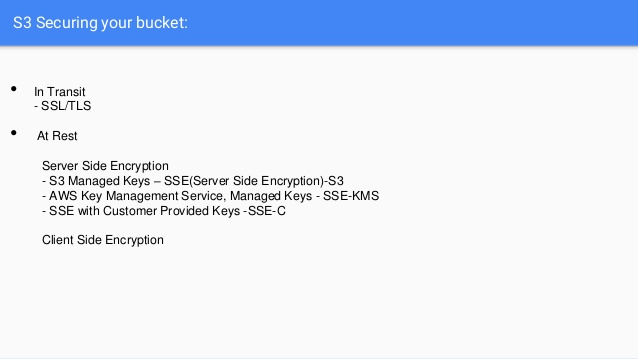 S3 Securing your bucket:
• In Transit
- SSL/TLS
• At Rest
Server Side Encryption
- S3 Managed Keys – SSE(Server Side Encryption)-S3
- AWS Key Management Service, Managed Keys - SSE-KMS
- SSE with Customer Provided Keys -SSE-C
Client Side Encryption